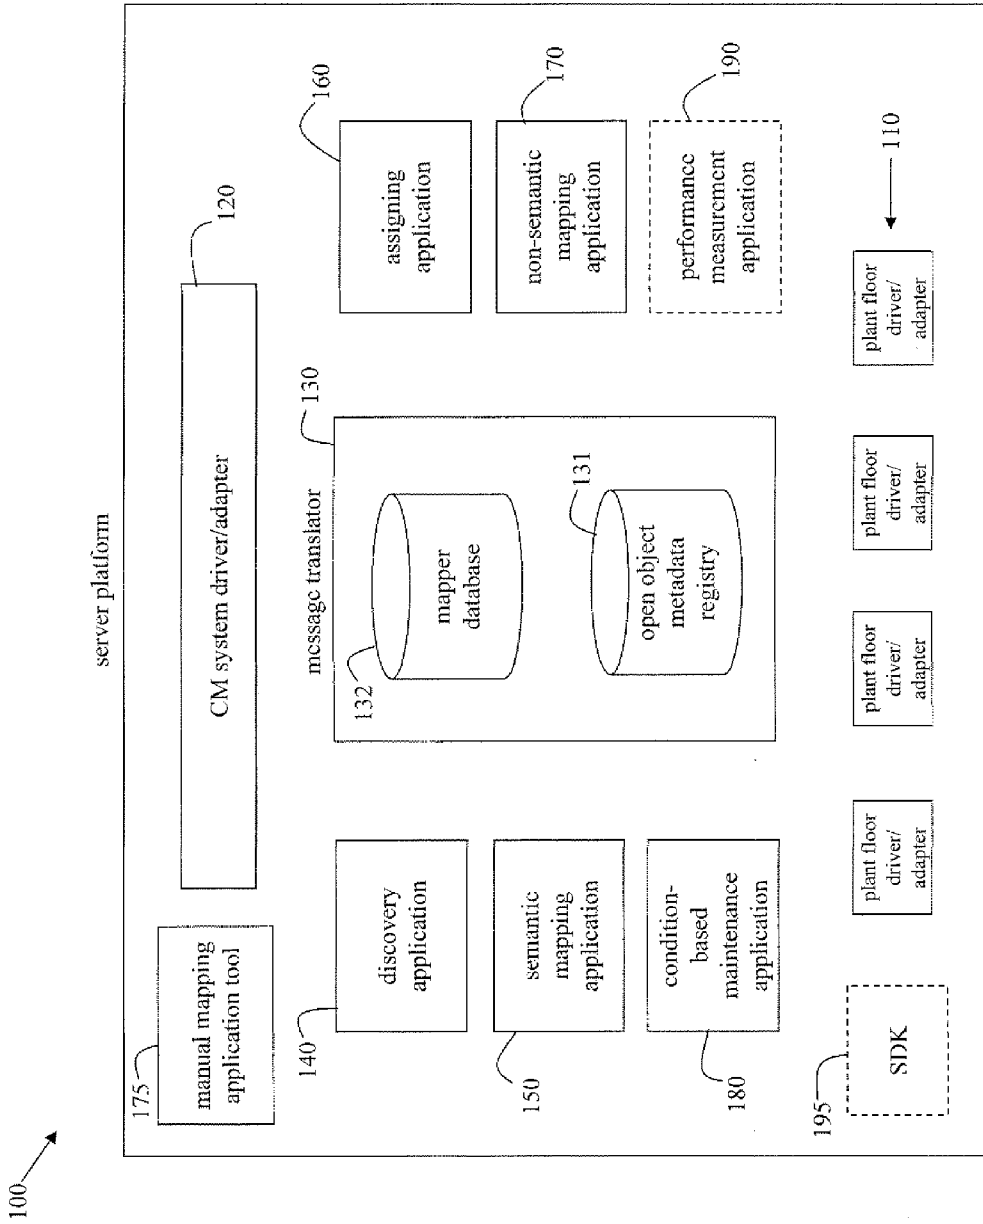 100
server platform
175
manual mapping
application tool
CM system driver/adapter
120
140
discovery
application
message translator
130
132
mapper
database
160
assigning
application
150
semantic
mapping
application
131
open object
metadata
registry
170
non-semantic
mapping
application
180
condition-
based
maintenance
application
190
performance
measurement
application
195
SDK
plant floor
driver/
adapter
plant floor
driver/
adapter
plant floor
driver/
adapter
plant floor
driver/
adapter
110